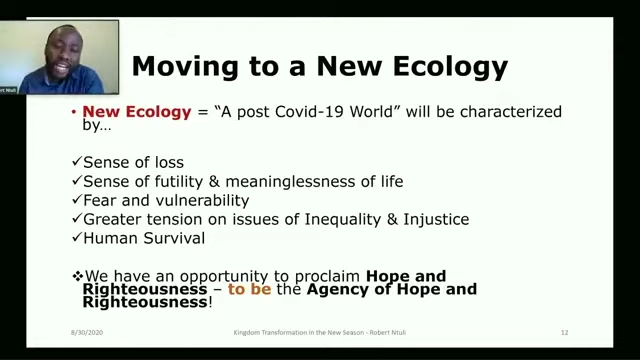 Moving to a New Ecology
• New Ecology = “A post Covid-19 World” will be characterized
by…
✓Sense of loss
✓Sense of futility & meaninglessness of life
✓Fear and vulnerability
✓Greater tension on issues of Inequality & Injustice
✓Human Survival
❖We have an opportunity to proclaim Hope and
Righteousness – to be the Agency of Hope and
Righteousness!
8/30/2020
Kingdom Transformation in the New Season - Robert Ntuli
12
Ntuli